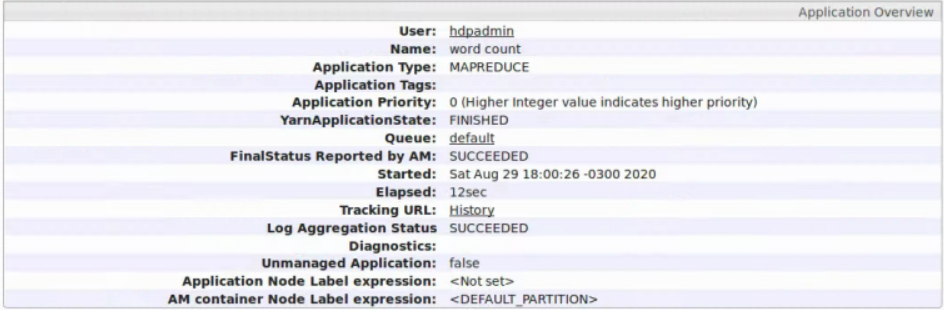 Application Overview
User: hdpadmin
Name: word count
Application Type: MAPREDUCE
Application Tags:
Application Priority: 0 (Higher Integer value indicates higher priority)
YarnApplicationState: FINISHED
Queue: default
FinalStatus Reported by AM: SUCCEEDED
Started: Sat Aug 29 18:00:26 -0300 2020
Elapsed: 12sec
Tracking URL: History
Log Aggregation Status SUCCEEDED
Diagnostics:
Unmanaged Application: false
Application Node Label expression: <Not set>
AM container Node Label expression: <DEFAULT_PARTITION>